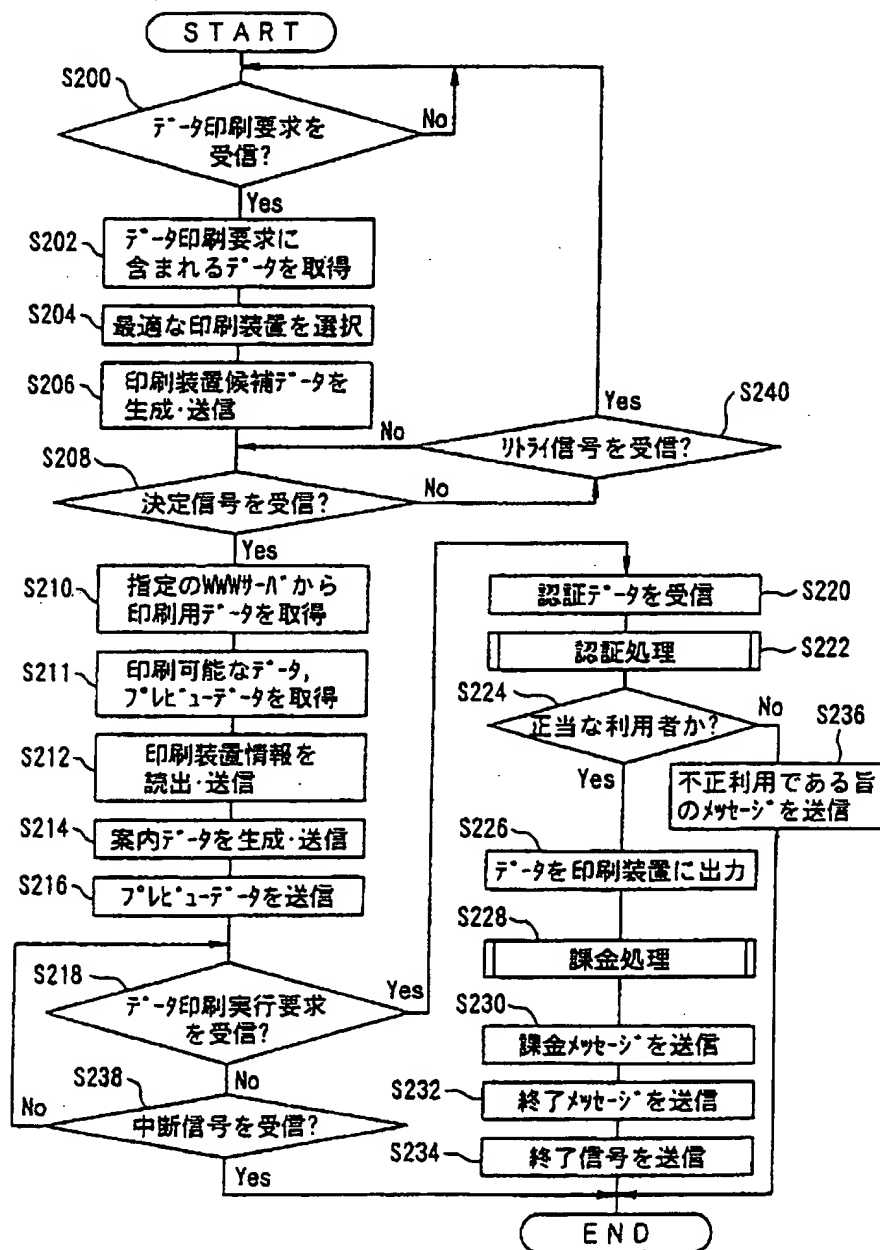 START
S200
データ印刷要求を
受信?
No
Yes
S202
データ印刷要求に
含まれるデータを取得
S204
最適な印刷装置を選択
S206
印刷装置候補データを
生成・送信
S240
リトライ信号を受信?
Yes
No
S208
決定信号を受信?
No
Yes
S210
指定のWWWサーバから
印刷用データを取得
S211
印刷可能なデータ,
プレビューデータを取得
S212
印刷装置情報を
読出・送信
S214
案内データを生成・送信
S216
プレビューデータを送信
S218
データ印刷実行要求
を受信?
Yes
No
S238
中断信号を受信?
No
Yes
認証データを受信
S220
認証処理
S222
S224
正当な利用者か?
No
Yes
S236
不正利用である旨
のメッセージを送信
S226
データを印刷装置に出力
S228
課金処理
S230
課金メッセージを送信
S232
終了メッセージを送信
S234
終了信号を送信
END